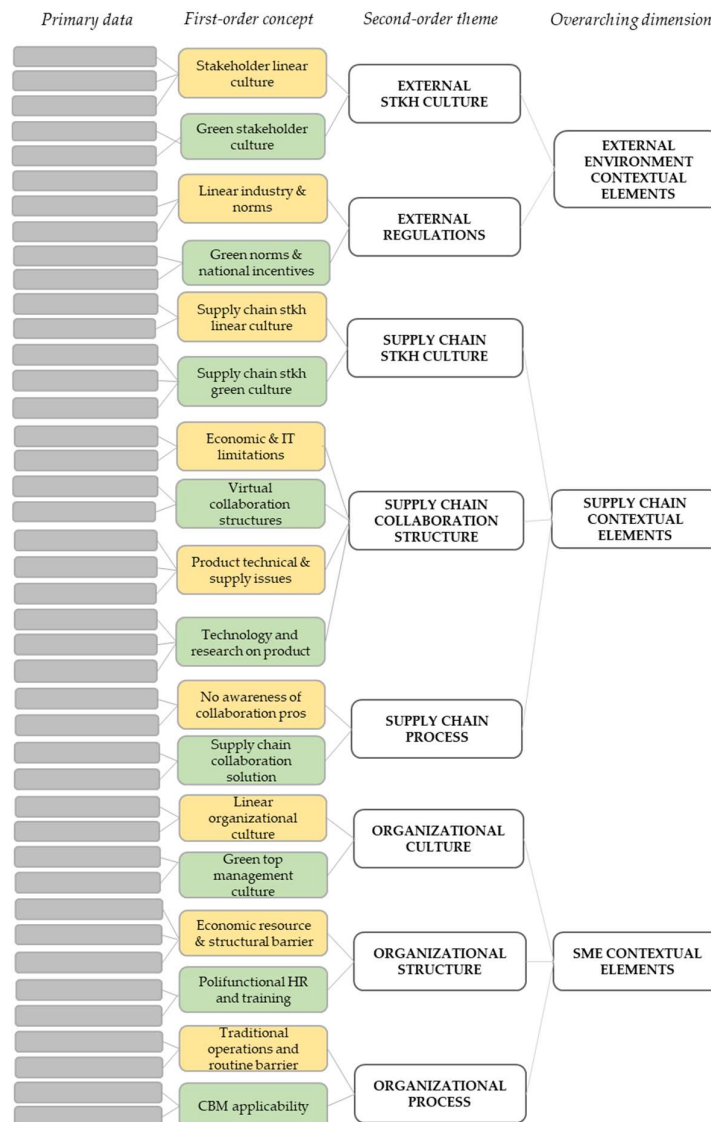 Primary data
First-order concept
Second-order theme
Overarching dimension
Stakeholder linear
culture
Green stakeholder
culture
EXTERNAL
STKH CULTURE
Linear industry &
norms
Green norms &
national incentives
EXTERNAL
REGULATIONS
EXTERNAL
ENVIRONMENT
CONTEXTUAL
ELEMENTS
Supply chain stkh
linear culture
Supply chain stkh
green culture
SUPPLY CHAIN
STKH CULTURE
Economic & IT
limitations
Virtual
collaboration
structures
Product technical &
supply issues
Technology and
research on product
SUPPLY CHAIN
COLLABORATION
STRUCTURE
No awareness of
collaboration pros
Supply chain
collaboration
solution
SUPPLY CHAIN
PROCESS
SUPPLY CHAIN
CONTEXTUAL
ELEMENTS
Linear
organizational
culture
Green top
management
culture
ORGANIZATIONAL
CULTURE
Economic resource
& structural barrier
Polifunctional HR
and training
ORGANIZATIONAL
STRUCTURE
Traditional
operations and
routine barrier
CBM applicability
ORGANIZATIONAL
PROCESS
SME CONTEXTUAL
ELEMENTS